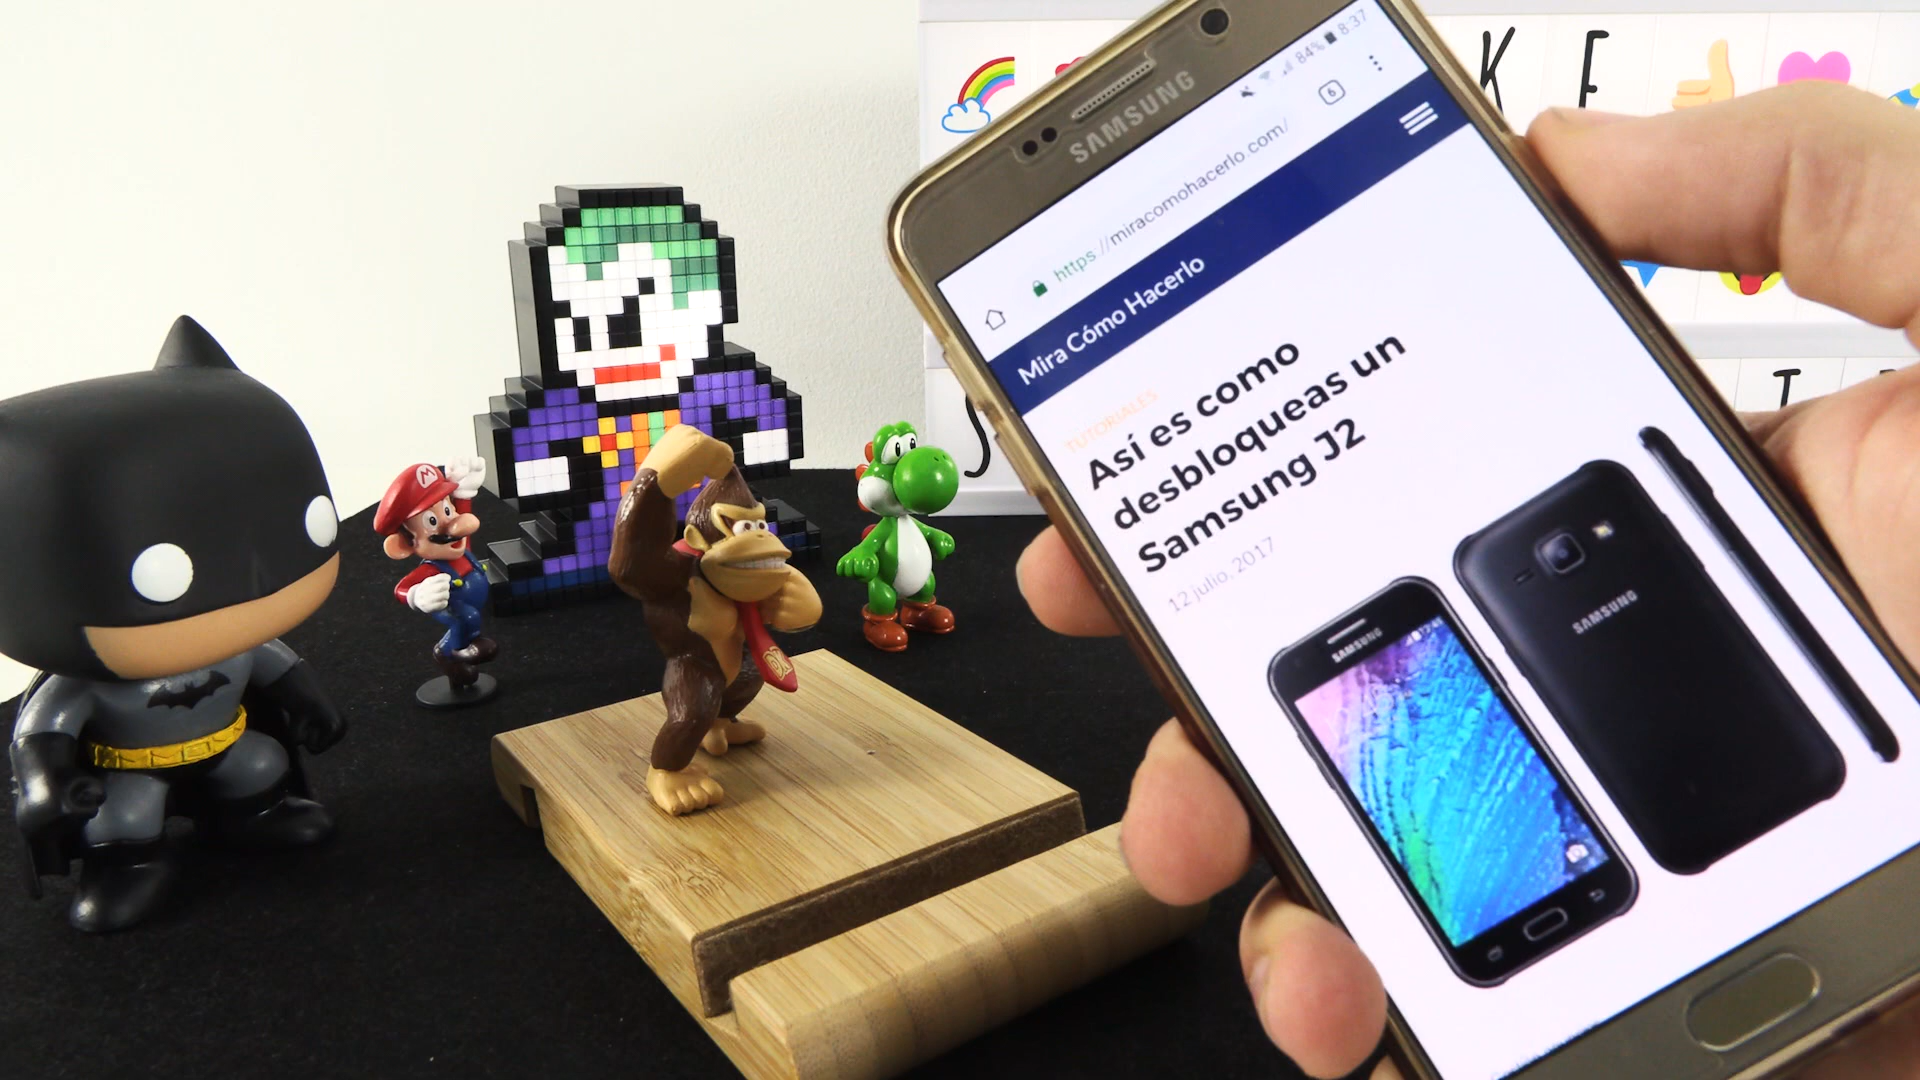 K E
84% 8:37
SAMSUNG
6
https://miracomohacerlo.com/
Mira Cómo Hacerlo
TUTORIALES
Así es como
desbloqueas un
Samsung J2
12 julio, 2017
SAMSUNG
SAMSUNG
M
DK